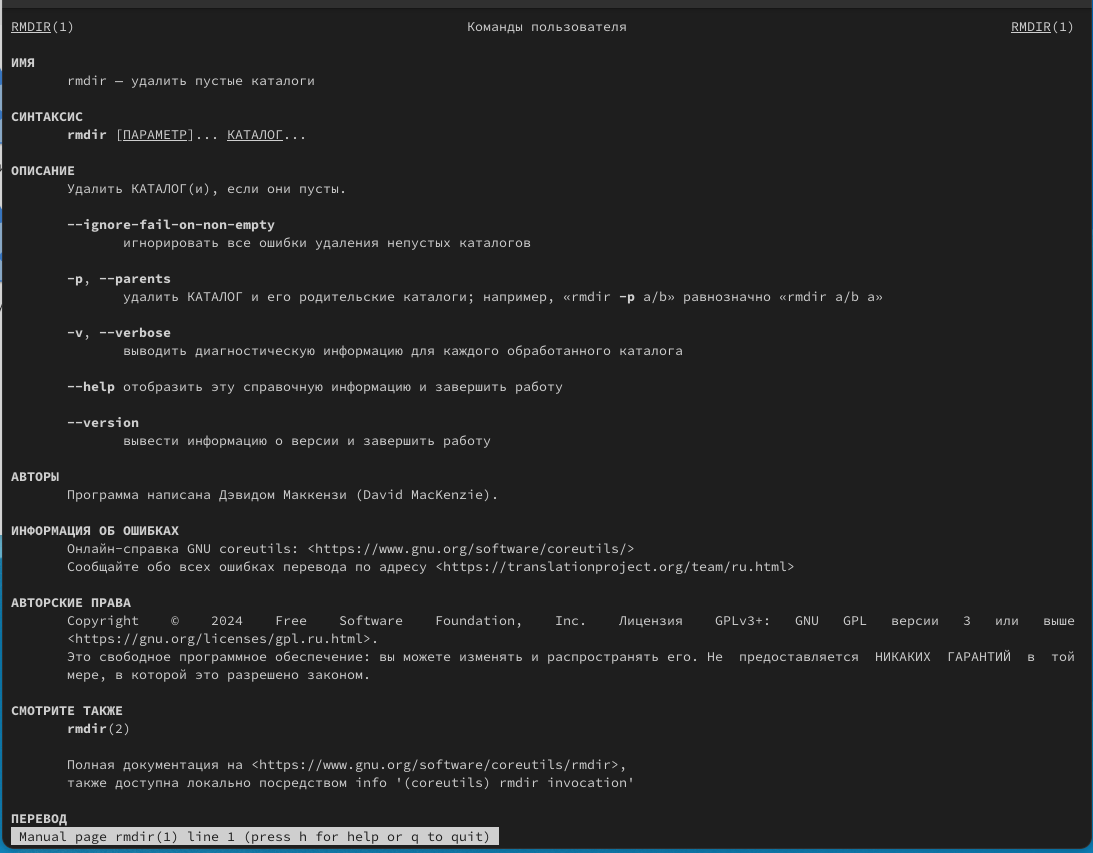 RMDIR(1) Команды пользователя RMDIR(1)
ИМЯ
rmdir — удалить пустые каталоги
СИНТАКСИС
rmdir [ПАРАМЕТР]... КАТАЛОГ...
ОПИСАНИЕ
Удалить КАТАЛОГ(и), если они пусты.
--ignore-fail-on-non-empty
игнорировать все ошибки удаления непустых каталогов
-p, --parents
удалить КАТАЛОГ и его родительские каталоги; например, «rmdir -p a/b» равнозначно «rmdir a/b a»
-v, --verbose
выводить диагностическую информацию для каждого обработанного каталога
--help отобразить эту справочную информацию и завершить работу
--version
вывести информацию о версии и завершить работу
АВТОРЫ
Программа написана Дэвидом Маккензи (David MacKenzie).
ИНФОРМАЦИЯ ОБ ОШИБКАХ
Онлайн-справка GNU coreutils: <https://www.gnu.org/software/coreutils/>
Сообщайте обо всех ошибках перевода по адресу <https://translationproject.org/team/ru.html>
АВТОРСКИЕ ПРАВА
Copyright © 2024 Free Software Foundation, Inc. Лицензия GPLv3+: GNU GPL версии 3 или выше
<https://gnu.org/licenses/gpl.ru.html>.
Это свободное программное обеспечение: вы можете изменять и распространять его. Не предоставляется НИКАКИХ ГАРАНТИЙ в той
мере, в которой это разрешено законом.
СМОТРИТЕ ТАКЖЕ
rmdir(2)
Полная документация на <https://www.gnu.org/software/coreutils/rmdir>,
также доступна локально посредством info '(coreutils) rmdir invocation'
ПЕРЕВОД
Manual page rmdir(1) line 1 (press h for help or q to quit)